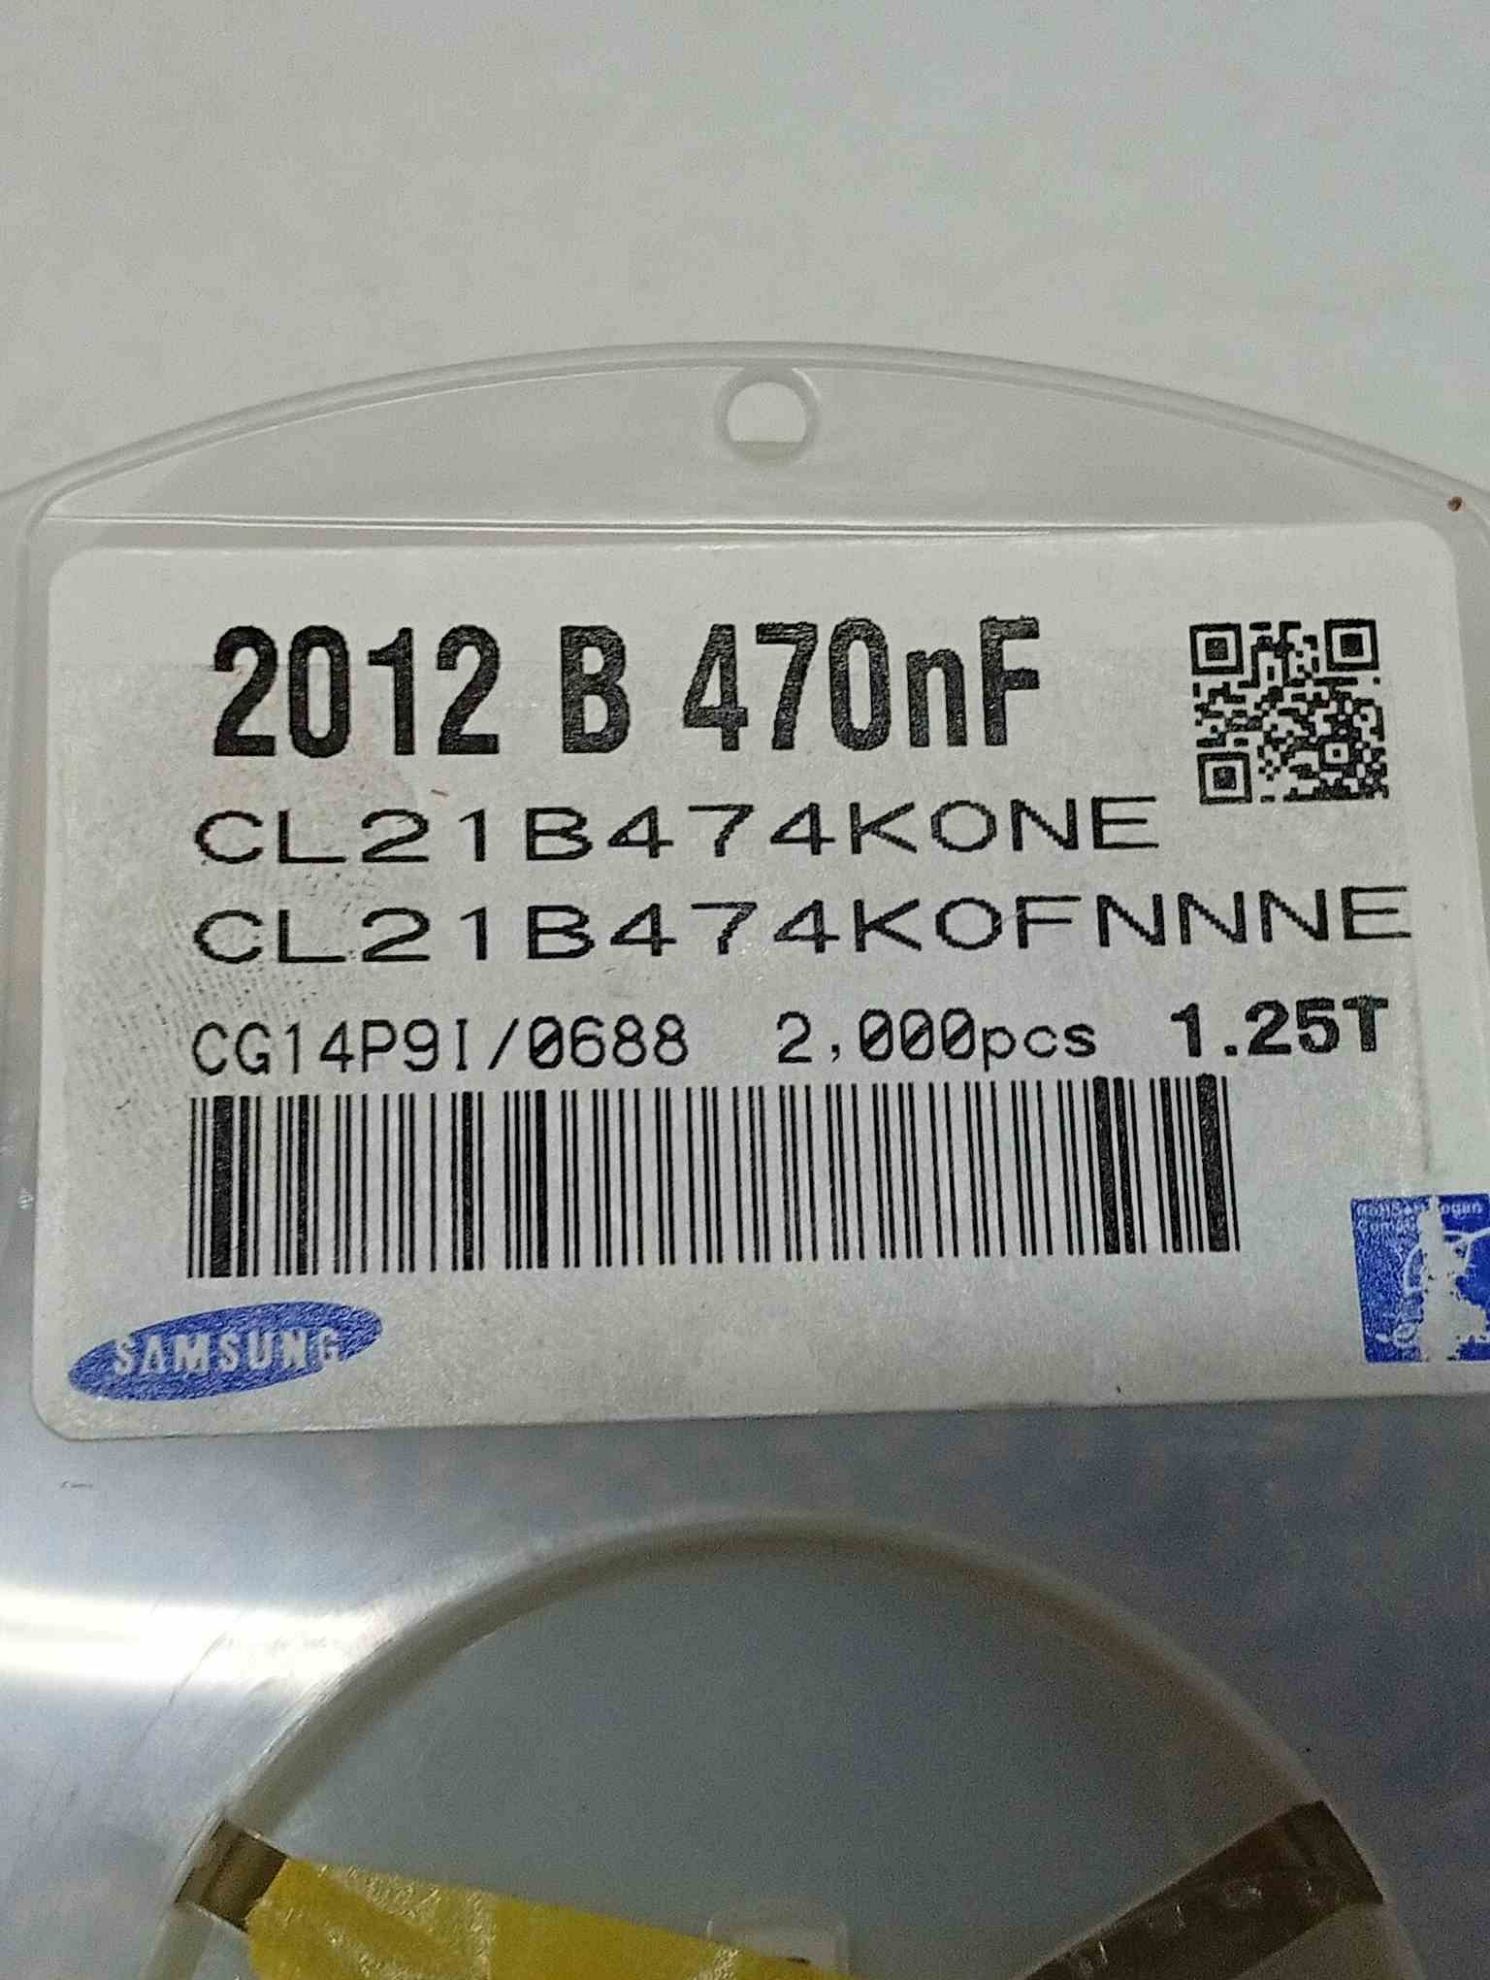 2012 B 470nF
CL21B474KONE
CL21B474KOFNNNE
CG14P9I/0688 2,000pcs 1.25T
SAMSUNG